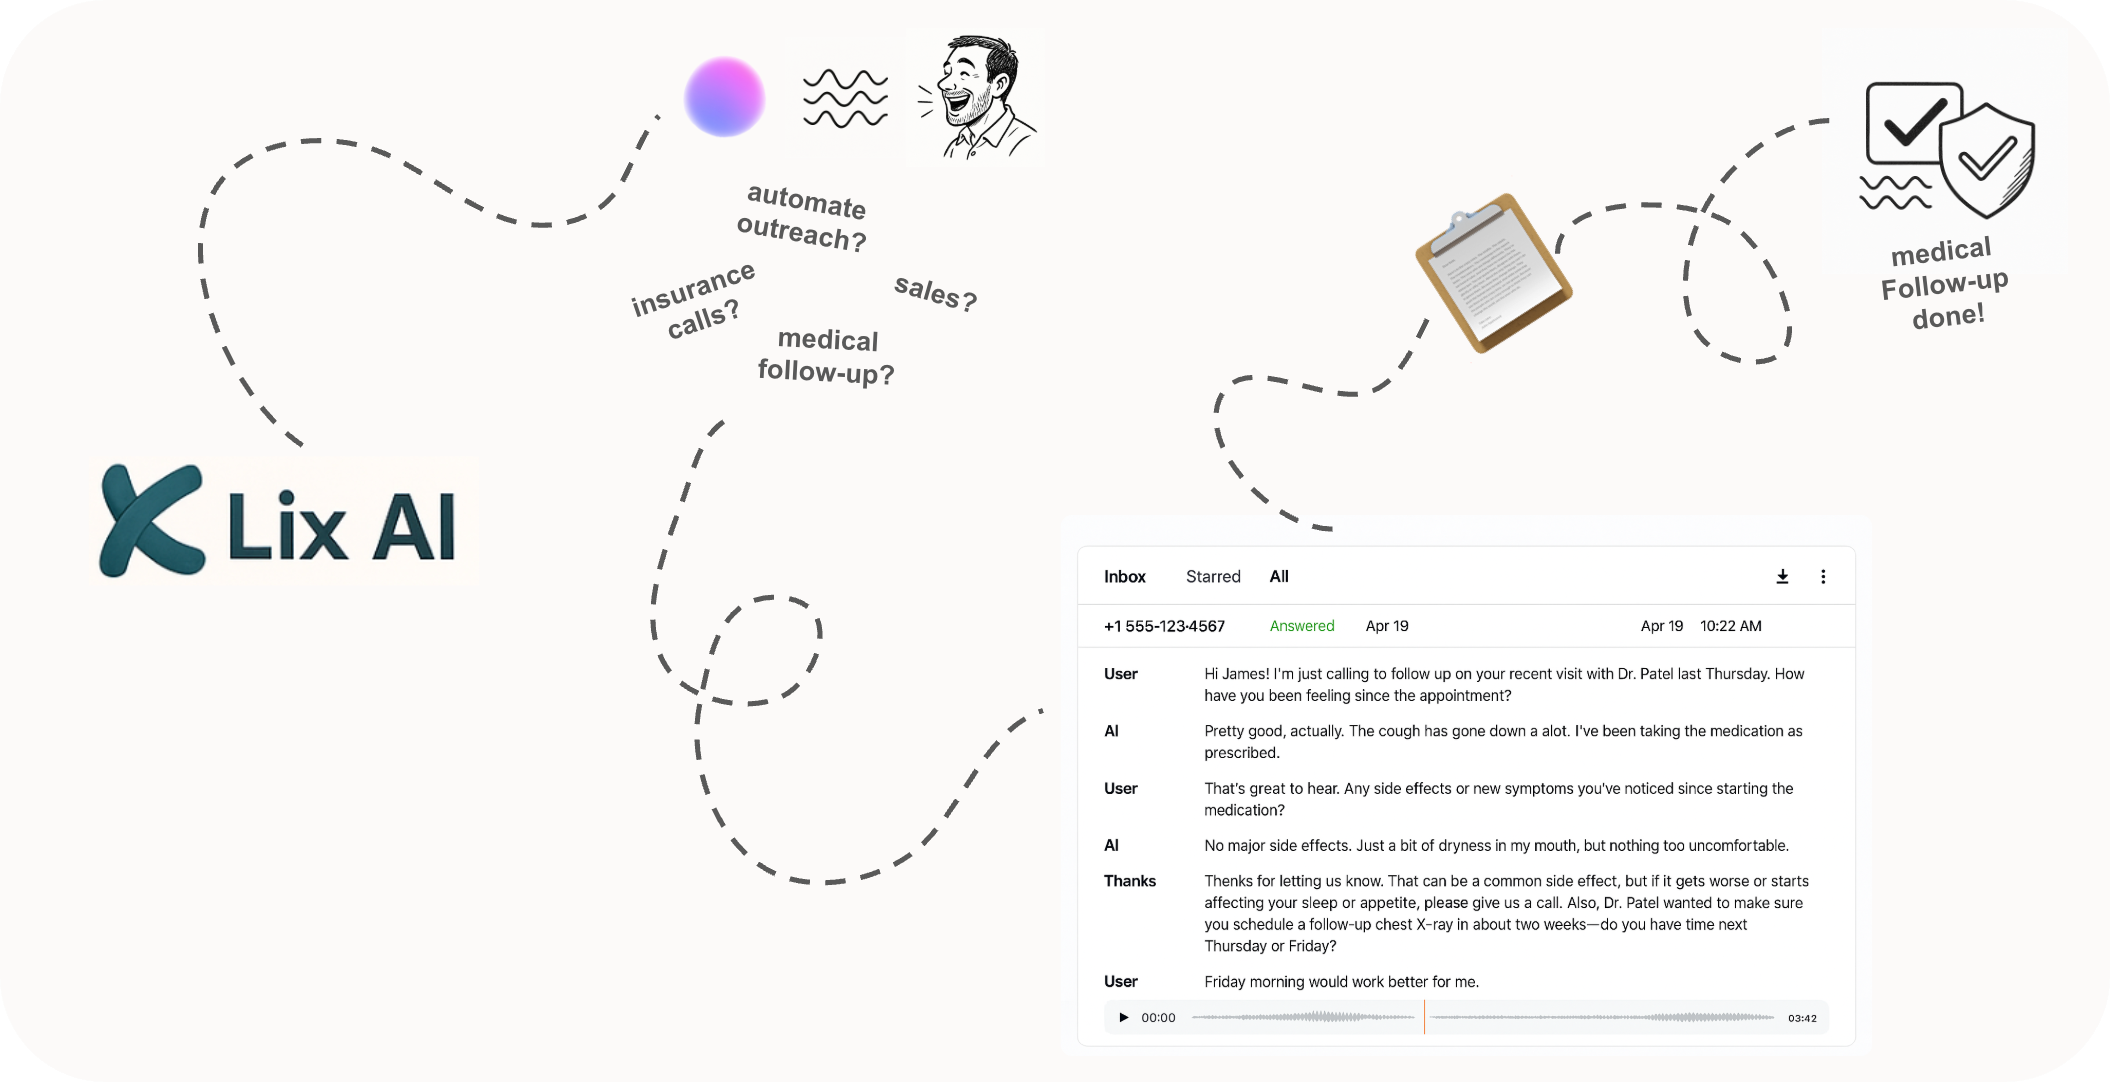 automate
outreach?
insurance
calls?
sales?
medical
follow-up?
Lix AI
medical
Follow-up
done!
Inbox Starred All
+1 555-123-4567 Answered Apr 19 Apr 19 10:22 AM
User Hi James! I'm just calling to follow up on your recent visit with Dr. Patel last Thursday. How
have you been feeling since the appointment?
AI Pretty good, actually. The cough has gone down a alot. I've been taking the medication as
prescribed.
User That's great to hear. Any side effects or new symptoms you've noticed since starting the
medication?
AI No major side effects. Just a bit of dryness in my mouth, but nothing too uncomfortable.
Thanks Thenks for letting us know. That can be a common side effect, but if it gets worse or starts
affecting your sleep or appetite, please give us a call. Also, Dr. Patel wanted to make sure
you schedule a follow-up chest X-ray in about two weeks—do you have time next
Thursday or Friday?
User Friday morning would work better for me.
00:00 03:42